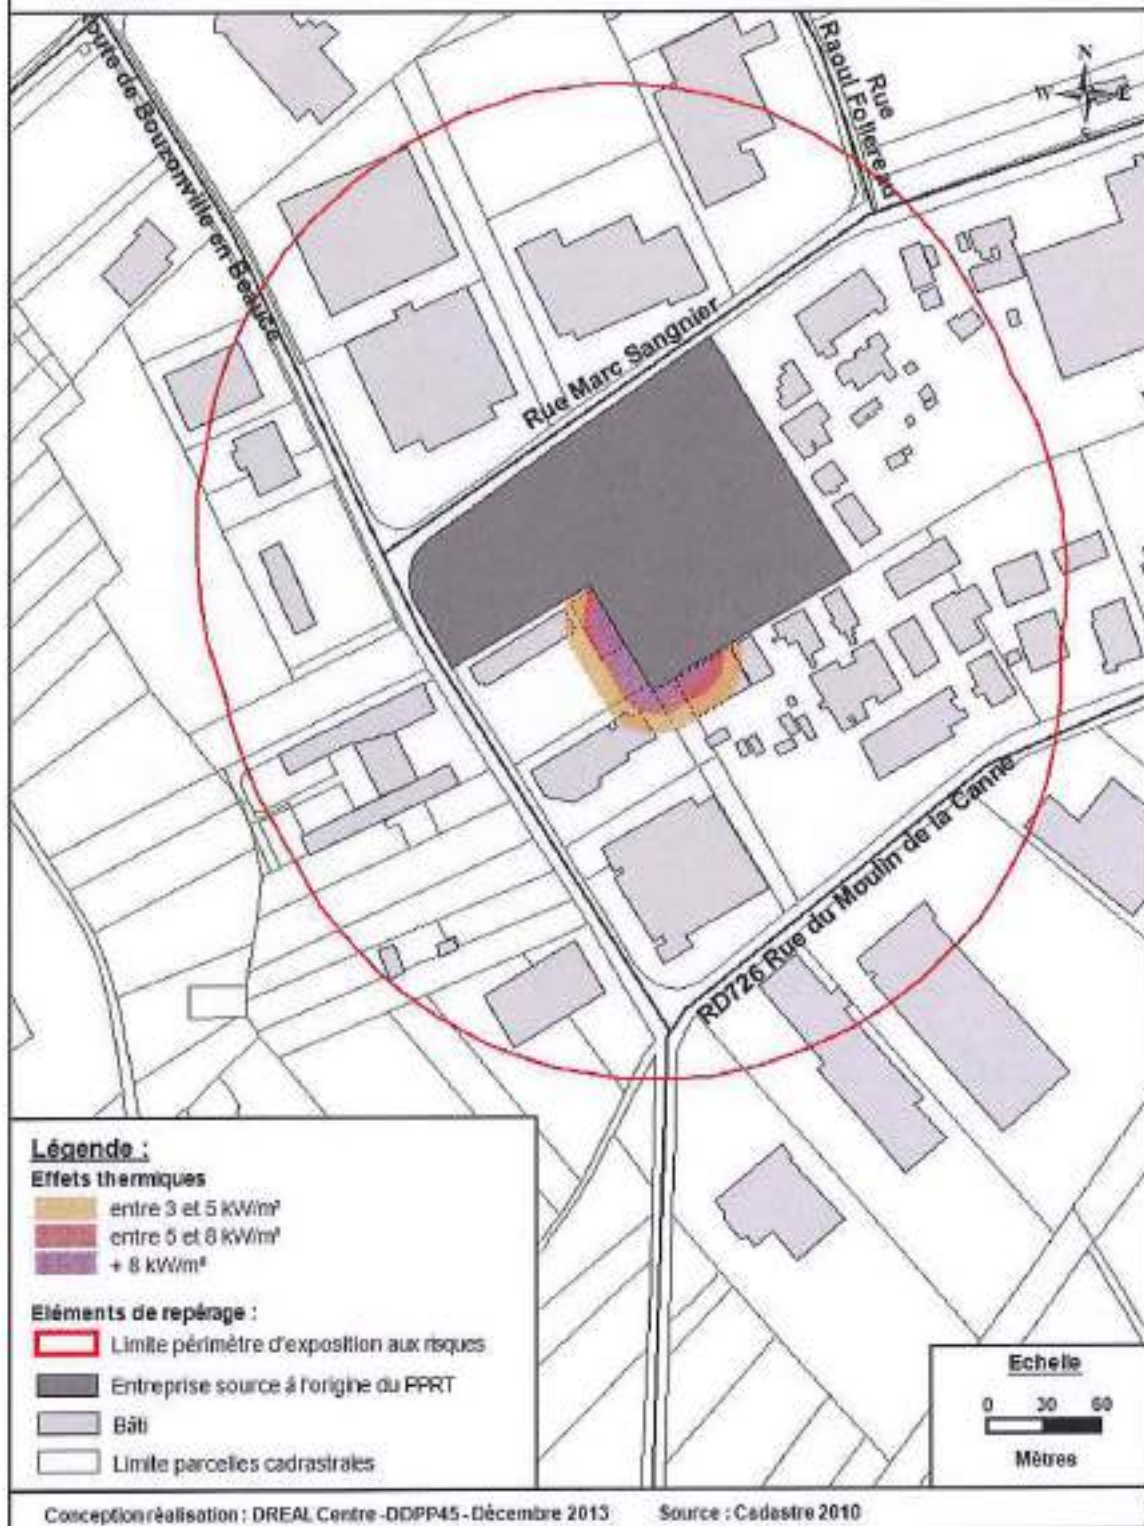 Route de Bouzonville en Beauce
Rue
Raoul Follereau
N
W
E
Rue Marc Sangnier
RD726 Rue du Moulin de la Canne
Légende :
Effets thermiques
entre 3 et 5 kW/m²
entre 5 et 8 kW/m²
+ 8 kW/m²
Eléments de repérage :
Limite périmètre d'exposition aux risques
Entreprise source à l'origine du PPRT
Bâti
Limite parcelles cadrastrales
Echelle
0 30 60
Mètres
Conception réalisation : DREAL Centre -DDPP45 - Décembre 2013 Source : Cadastre 2010